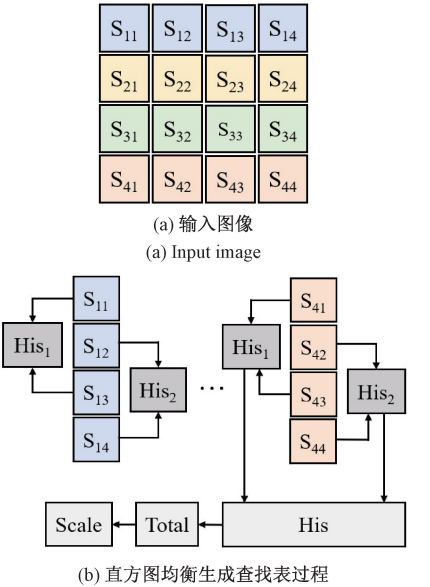 S11 S12 S13 S14
S21 S22 S23 S24
S31 S32 S33 S34
S41 S42 S43 S44
(a) 输入图像
(a) Input image
S11
S12
S13
S14
His1
His2
...
S41
S42
S43
S44
His1
His2
Scale Total His
(b) 直方图均衡生成查找表过程